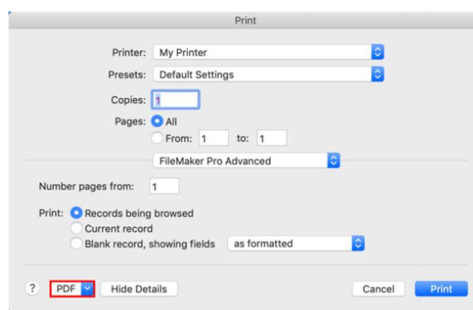 Print
Printer: My Printer
Presets: Default Settings
Copies: 1
Pages: All
From: 1 to: 1
FileMaker Pro Advanced
Number pages from: 1
Print: Records being browsed
Current record
Blank record, showing fields as formatted
? PDF Hide Details Cancel Print